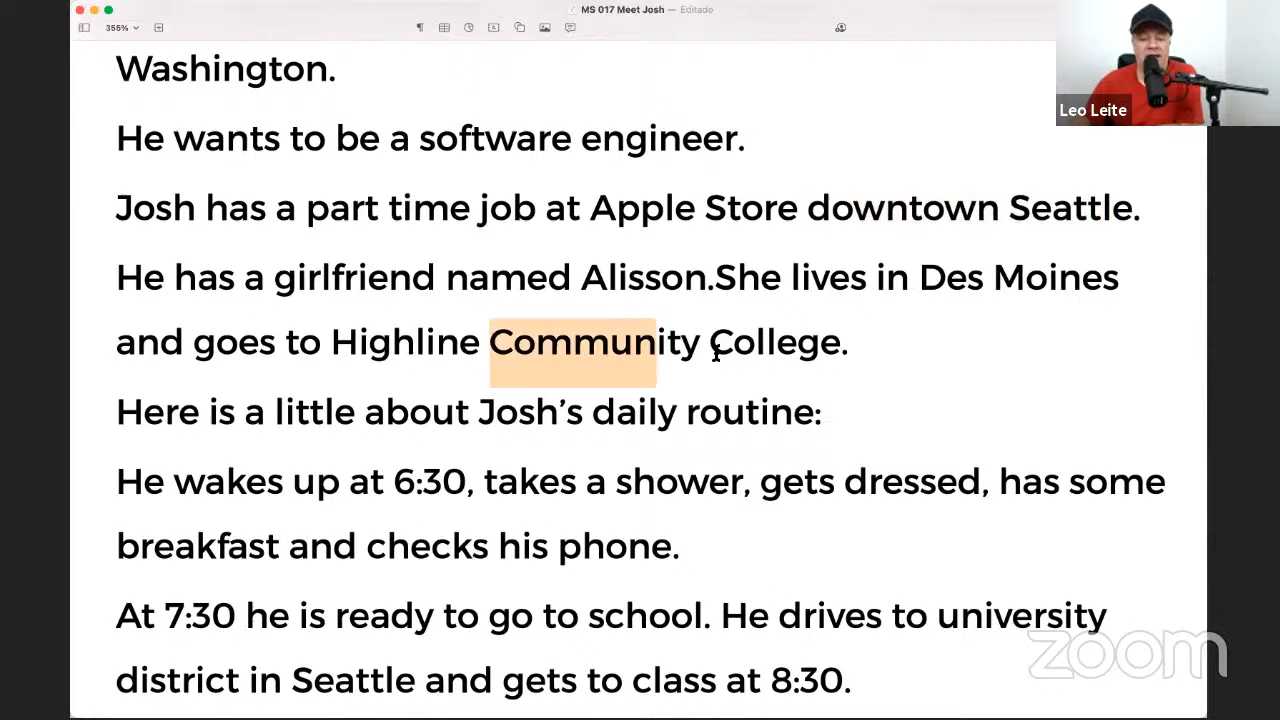 MS 017 Meet Josh — Editado
355%
Leo Leite
Washington.
He wants to be a software engineer.
Josh has a part time job at Apple Store downtown Seattle.
He has a girlfriend named Alisson.She lives in Des Moines
and goes to Highline Community College.
Here is a little about Josh’s daily routine:
He wakes up at 6:30, takes a shower, gets dressed, has some
breakfast and checks his phone.
At 7:30 he is ready to go to school. He drives to university
district in Seattle and gets to class at 8:30.
zoom